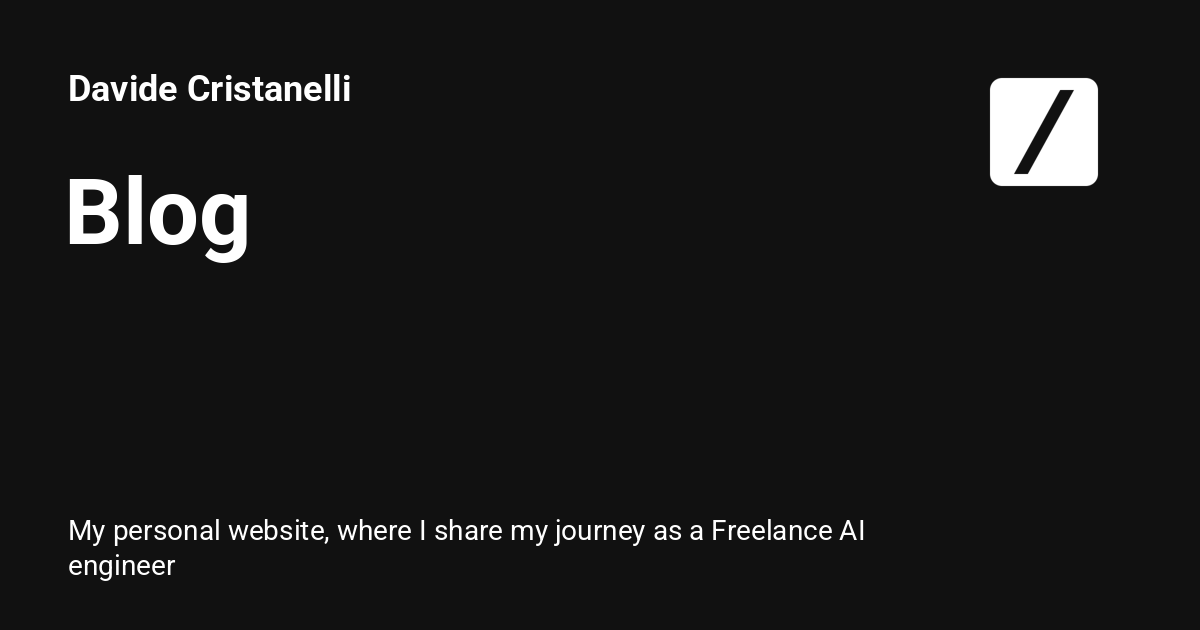 Davide Cristanelli
/
Blog
My personal website, where I share my journey as a Freelance AI
engineer